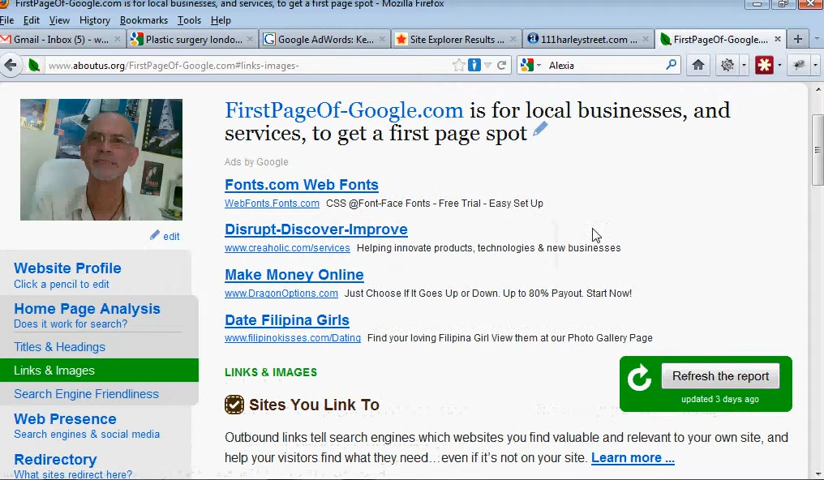 FirstPageOf-Google.com is for local businesses, and services, to get a first page spot - Mozilla Firefox
File Edit View History Bookmarks Tools Help
Gmail - Inbox (5) - w... Plastic surgery londo... Google AdWords: Ke... Site Explorer Results ... 111harleystreet.com ... FirstPageOf-Google.c...
www.aboutus.org/FirstPageOf-Google.com#links-images- Alexia
FirstPageOf-Google.com is for local businesses, and
services, to get a first page spot
Ads by Google
Fonts.com Web Fonts
WebFonts.Fonts.com CSS @Font-Face Fonts - Free Trial - Easy Set Up
Disrupt-Discover-Improve
www.creaholic.com/services Helping innovate products, technologies & new businesses
Make Money Online
www.DragonOptions.com Just Choose If It Goes Up or Down. Up to 80% Payout. Start Now!
Date Filipina Girls
www.filipinokisses.com/Dating Find your loving Filipina Girl View them at our Photo Gallery Page
edit
Website Profile
Click a pencil to edit
Home Page Analysis
Does it work for search?
Titles & Headings
Links & Images
Search Engine Friendliness
Web Presence
Search engines & social media
Redirectory
What sites redirect here?
LINKS & IMAGES
Refresh the report
updated 3 days ago
Sites You Link To
Outbound links tell search engines which websites you find valuable and relevant to your own site, and
help your visitors find what they need…even if it's not on your site. Learn more ...